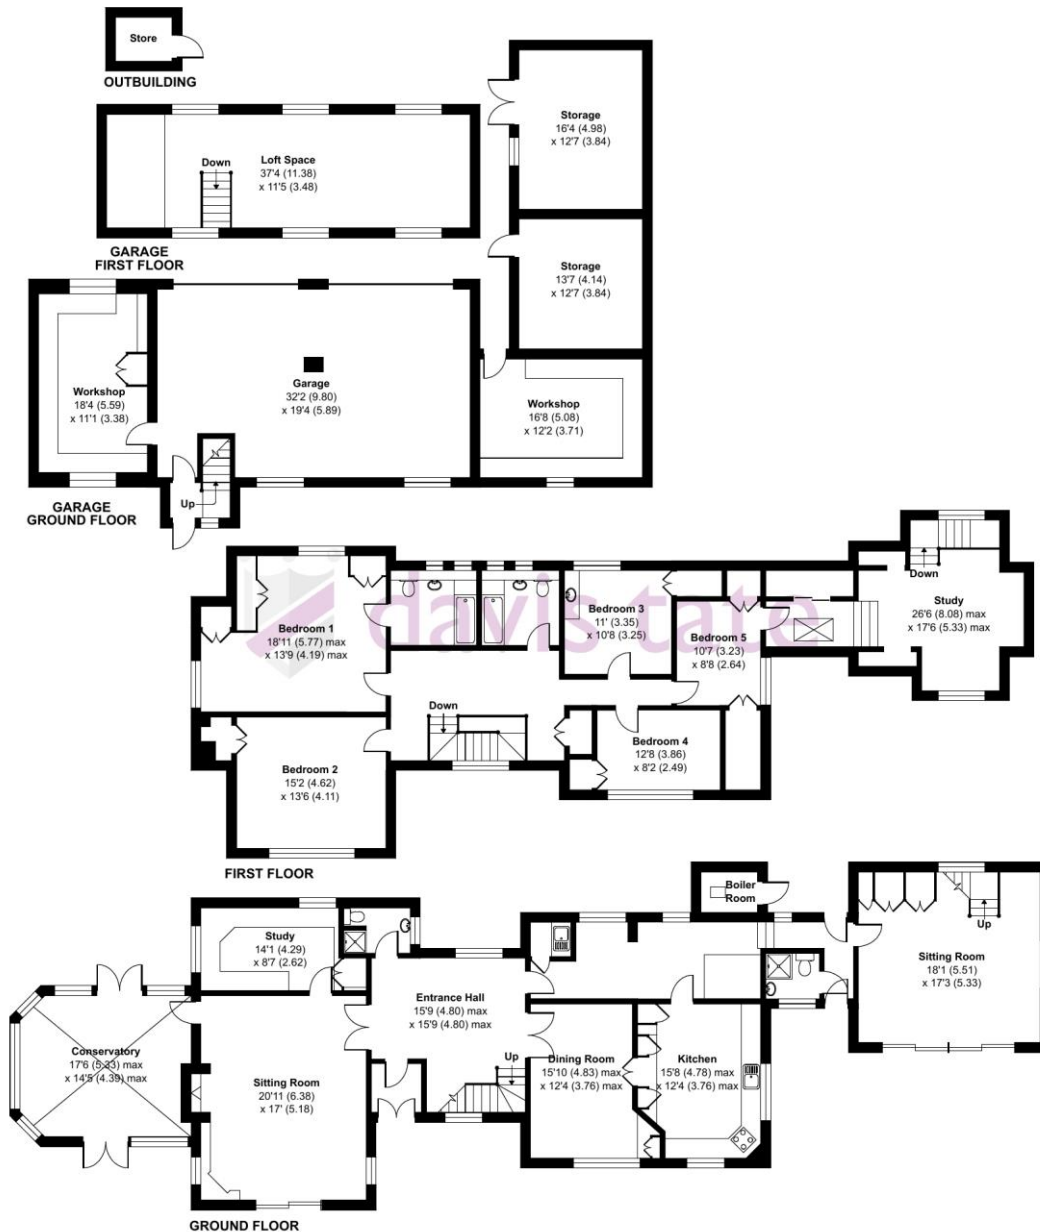 Store
OUTBUILDING
Storage
16'4 (4.98)
x 12'7 (3.84)
Down
Loft Space
37'4 (11.38)
x 11'5 (3.48)
GARAGE
FIRST FLOOR
Storage
13'7 (4.14)
x 12'7 (3.84)
Workshop
18'4 (5.59)
x 11'1 (3.38)
Garage
32'2 (9.80)
x 19'4 (5.89)
Workshop
16'8 (5.08)
x 12'2 (3.71)
Up
GARAGE
GROUND FLOOR
davis tate
Bedroom 1
18'11 (5.77) max
x 13'9 (4.19) max
Bedroom 3
11' (3.35)
x 10'8 (3.25)
Bedroom 5
10'7 (3.23)
x 8'8 (2.64)
Down
Study
26'6 (8.08) max
x 17'6 (5.33) max
Down
Bedroom 2
15'2 (4.62)
x 13'6 (4.11)
Bedroom 4
12'8 (3.86)
x 8'2 (2.49)
FIRST FLOOR
Boiler
Room
Study
14'1 (4.29)
x 8'7 (2.62)
Up
Sitting Room
18'1 (5.51)
x 17'3 (5.33)
Entrance Hall
15'9 (4.80) max
x 15'9 (4.80) max
Conservatory
17'6 (5.33) max
x 14'5 (4.39) max
Sitting Room
20'11 (6.38)
x 17' (5.18)
Up
Dining Room
15'10 (4.83) max
x 12'4 (3.76) max
Kitchen
15'8 (4.78) max
x 12'4 (3.76) max
GROUND FLOOR